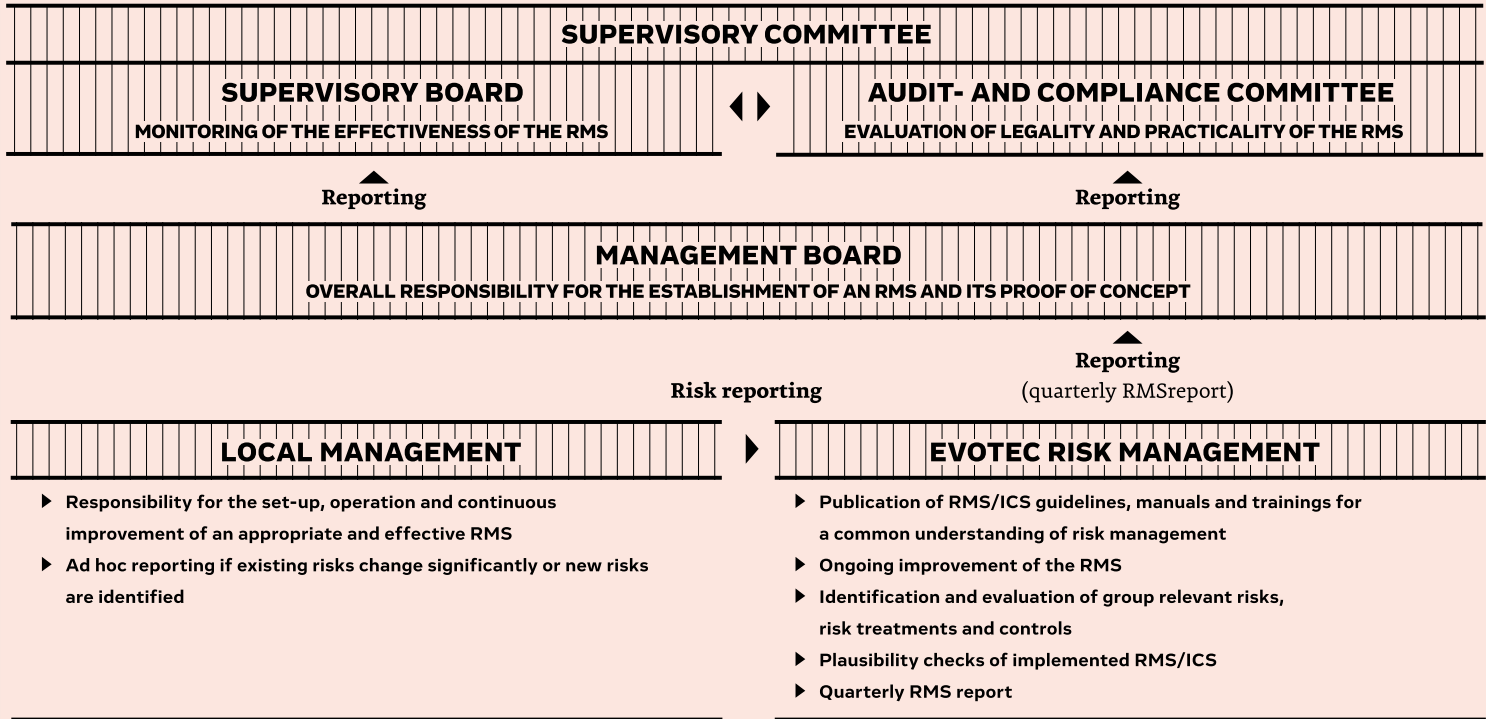 SUPERVISORY COMMITTEE
SUPERVISORY BOARD
MONITORING OF THE EFFECTIVENESS OF THE RMS
AUDIT- AND COMPLIANCE COMMITTEE
EVALUATION OF LEGALITY AND PRACTICALITY OF THE RMS
Reporting
Reporting
MANAGEMENT BOARD
OVERALL RESPONSIBILITY FOR THE ESTABLISHMENT OF AN RMS AND ITS PROOF OF CONCEPT
Reporting
(quarterly RMSreport)
Risk reporting
LOCAL MANAGEMENT
Responsibility for the set-up, operation and continuous
improvement of an appropriate and effective RMS
Ad hoc reporting if existing risks change significantly or new risks
are identified
EVOTEC RISK MANAGEMENT
Publication of RMS/ICS guidelines, manuals and trainings for
a common understanding of risk management
Ongoing improvement of the RMS
Identification and evaluation of group relevant risks,
risk treatments and controls
Plausibility checks of implemented RMS/ICS
Quarterly RMS report